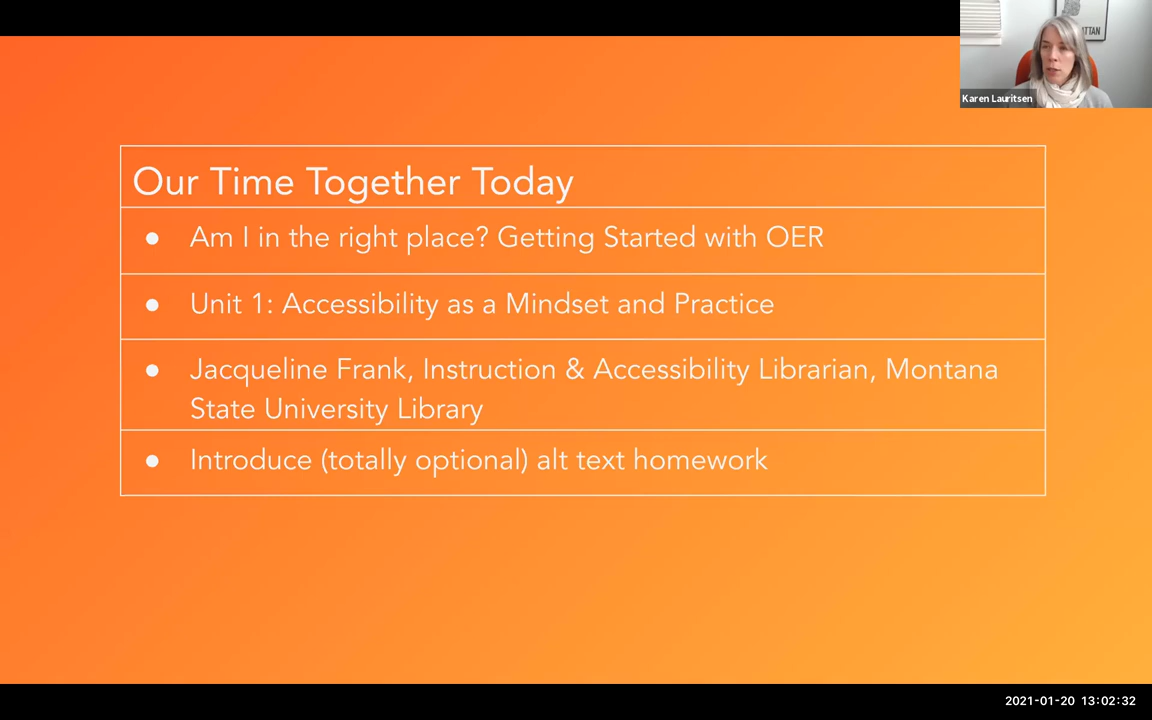 TTAN
Karen Lauritsen
Our Time Together Today
● Am I in the right place? Getting Started with OER
● Unit 1: Accessibility as a Mindset and Practice
● Jacqueline Frank, Instruction & Accessibility Librarian, Montana
State University Library
● Introduce (totally optional) alt text homework
2021-01-20 13:02:32